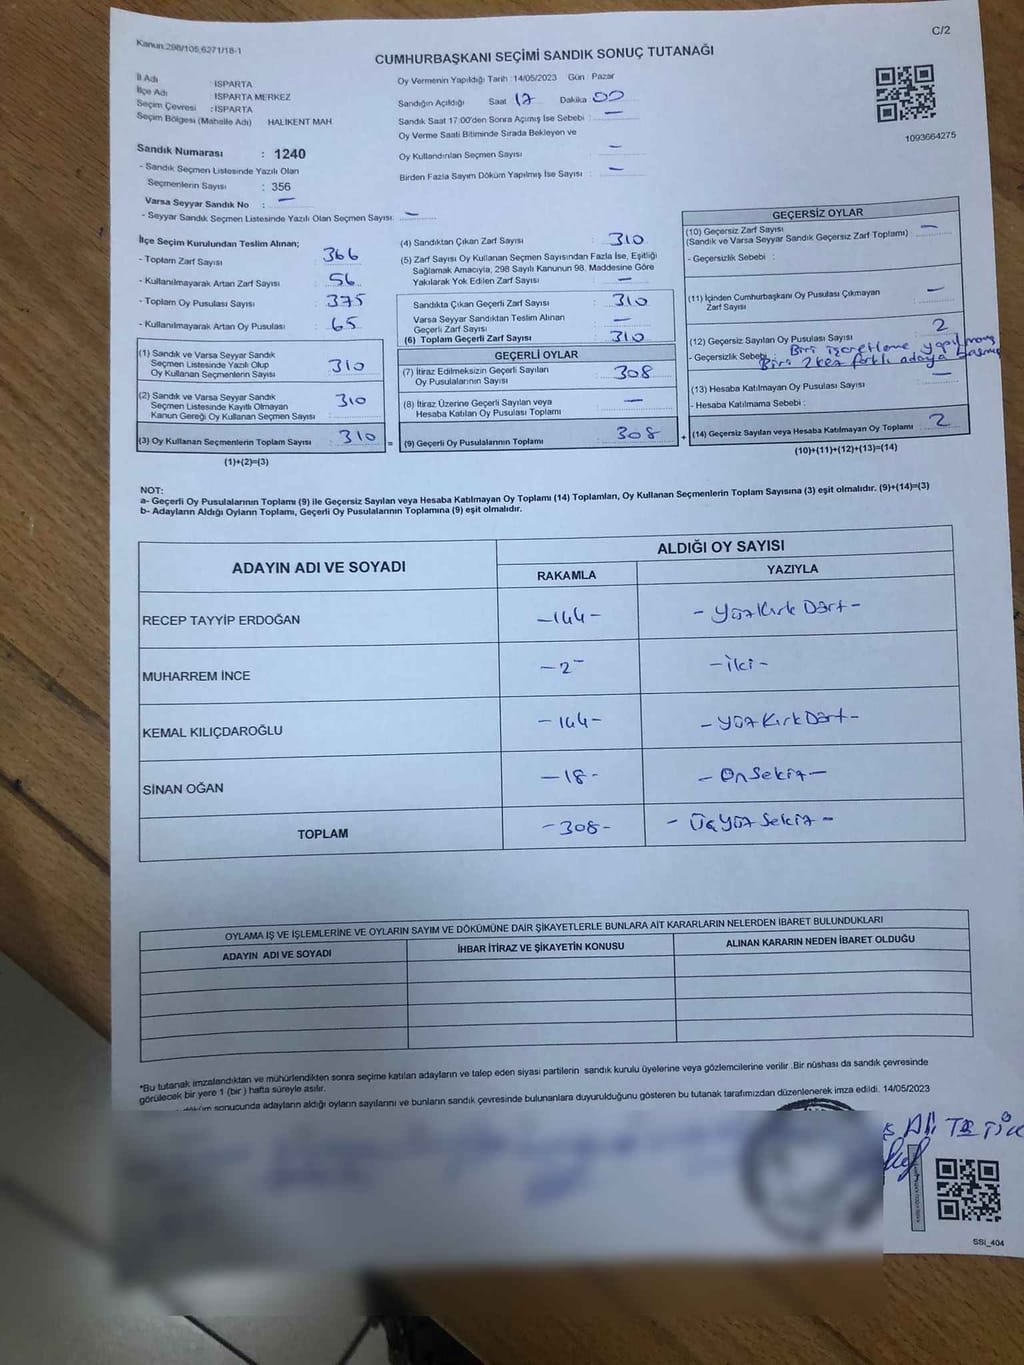 Kanun:298/105,6271/18-1
C/2
CUMHURBAŞKANI SEÇİMİ SANDIK SONUÇ TUTANAĞI
İl Adı : ISPARTA
İlçe Adı : ISPARTA MERKEZ
Seçim Çevresi : ISPARTA
Seçim Bölgesi (Mahalle Adı) HALIKENT MAH.
Sandık Numarası : 1240
- Sandık Seçmen Listesinde Yazılı Olan
Seçmenlerin Sayısı : 356
Varsa Seyyar Sandık No : —
- Seyyar Sandık Seçmen Listesinde Yazılı Olan Seçmen Sayısı: —
Oy Vermenin Yapıldığı Tarih :14/05/2023 Gün : Pazar
Sandığın Açıldığı Saat 17 Dakika 00
Sandık Saat 17:00'den Sonra Açımış İse Sebebi : —
Oy Verme Saati Bitiminde Sırada Bekleyen ve
Oy Kullandırılan Seçmen Sayısı —
Birden Fazla Sayım Döküm Yapılmış İse Sayısı : —
1093664275
İlçe Seçim Kurulundan Teslim Alınan;
- Toplam Zarf Sayısı : 366
- Kullanılmayarak Artan Zarf Sayısı : 56
- Toplam Oy Pusulası Sayısı : 375
- Kullanılmayarak Artan Oy Pusulası : 65
(1) Sandık ve Varsa Seyyar Sandık
Seçmen Listesinde Yazılı Olup
Oy Kullanan Seçmenlerin Sayısı : 310
(2) Sandık ve Varsa Seyyar Sandık
Seçmen Listesinde Kayıtlı Olmayan
Kanun Gereği Oy Kullanan Seçmen Sayısı : 310
(3) Oy Kullanan Seçmenlerin Toplam Sayısı : 310 =
(1)+(2)=(3)
(4) Sandıktan Çıkan Zarf Sayısı : 310
(5) Zarf Sayısı Oy Kullanan Seçmen Sayısından Fazla İse, Eşitliği
Sağlamak Amacıyla, 298 Sayılı Kanunun 98. Maddesine Göre
Yakılarak Yok Edilen Zarf Sayısı : —
Sandıkta Çıkan Geçerli Zarf Sayısı : 310
Varsa Seyyar Sandıktan Teslim Alınan
Geçerli Zarf Sayısı : —
(6) Toplam Geçerli Zarf Sayısı : 310
GEÇERLİ OYLAR
(7) İtiraz Edilmeksizin Geçerli Sayılan
Oy Pusulalarının Sayısı : 308
(8) İtiraz Üzerine Geçerli Sayılan veya
Hesaba Katılan Oy Pusulası Toplamı : —
(9) Geçerli Oy Pusulalarının Toplamı : 308 +
GEÇERSİZ OYLAR
(10) Geçersiz Zarf Sayısı
(Sandık ve Varsa Seyyar Sandık Geçersiz Zarf Toplamı) : —
- Geçersizlik Sebebi :
(11) İçinden Cumhurbaşkanı Oy Pusulası Çıkmayan
Zarf Sayısı : —
(12) Geçersiz Sayılan Oy Pusulası Sayısı : 2
- Geçersizlik Sebebi Biri işaretleme yapılmamış
Biri 2 kez farklı adaya basmış
(13) Hesaba Katılmayan Oy Pusulası Sayısı : —
- Hesaba Katılmama Sebebi :
(14) Geçersiz Sayılan veya Hesaba Katılmayan Oy Toplamı : 2
(10)+(11)+(12)+(13)=(14)
NOT:
a- Geçerli Oy Pusulalarının Toplamı (9) ile Geçersiz Sayılan veya Hesaba Katılmayan Oy Toplamı (14) Toplamları, Oy Kullanan Seçmenlerin Toplam Sayısına (3) eşit olmalıdır. (9)+(14)=(3)
b- Adayların Aldığı Oyların Toplamı, Geçerli Oy Pusulalarının Toplamına (9) eşit olmalıdır.
ADAYIN ADI VE SOYADI
ALDIĞI OY SAYISI
RAKAMLA YAZIYLA
RECEP TAYYİP ERDOĞAN -144- - YüzKırk Dört -
MUHARREM İNCE -2- -iki-
KEMAL KILIÇDAROĞLU -144- -YüzKırkDört-
SİNAN OĞAN -18- -OnSekiz-
TOPLAM -308- - ÜçYüz Sekiz -
OYLAMA İŞ VE İŞLEMLERİNE VE OYLARIN SAYIM VE DÖKÜMÜNE DAİR ŞİKAYETLERLE BUNLARA AİT KARARLARIN NELERDEN İBARET BULUNDUKLARI
ADAYIN ADI VE SOYADI İHBAR İTİRAZ VE ŞİKAYETİN KONUSU ALINAN KARARIN NEDEN İBARET OLDUĞU
*Bu tutanak imzalandıktan ve mühürlendikten sonra seçime katılan adayların ve talep eden siyasi partilerin sandık kurulu üyelerine veya gözlemcilerine verilir .Bir nüshası da sandık çevresinde
görülecek bir yere 1 (bir ) hafta süreyle asılır.
döküm sonucunda adayların aldığı oyların sayılarını ve bunların sandık çevresinde bulunanlara duyurulduğunu gösteren bu tutanak tarafımızdan düzenlenerek imza edildi. 14/05/2023
SSİ_404